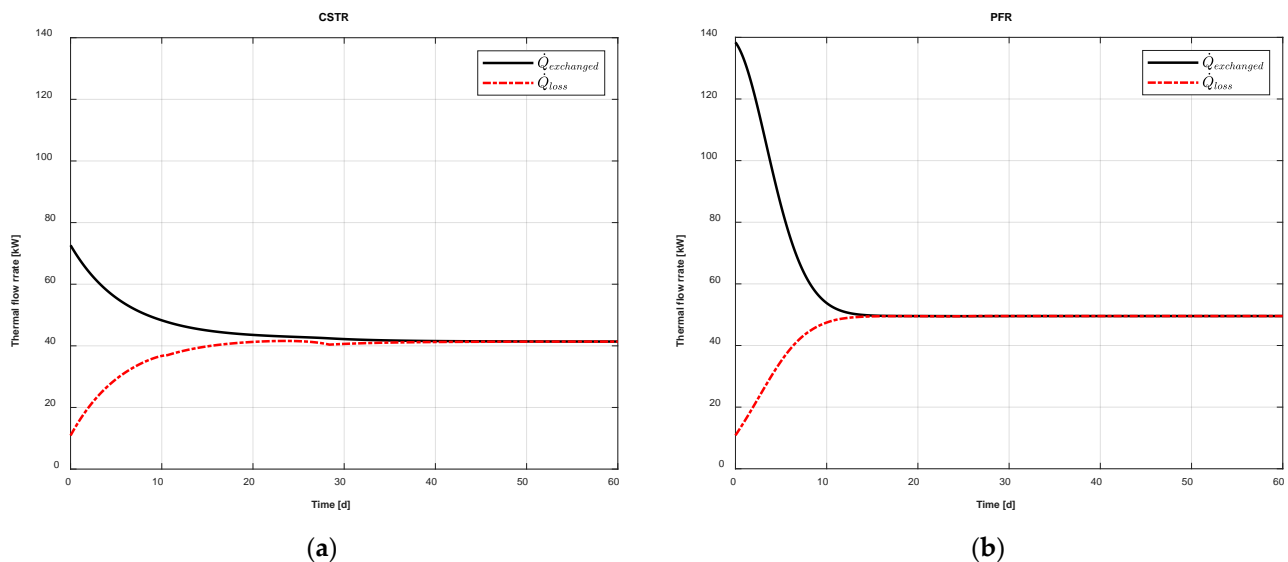 CSTR
140
120
100
80
60
40
20
0
Thermal flow rrate [kW]
Q̇exchanged
Q̇loss
0 10 20 30 40 50 60
Time [d]
(a)
PFR
140
120
100
80
60
40
20
0
Thermal flow rrate [kW]
Q̇exchanged
Q̇loss
0 10 20 30 40 50 60
Time [d]
(b)